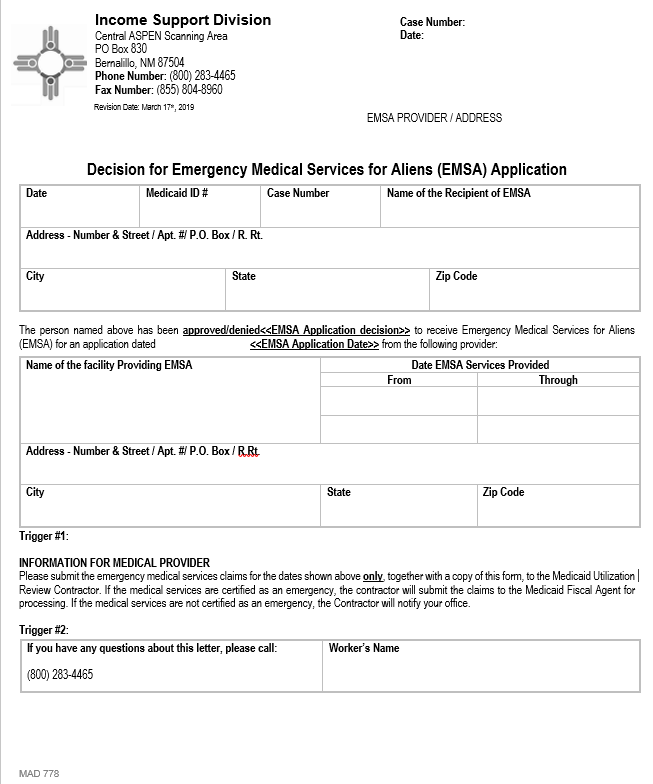 Income Support Division
Central ASPEN Scanning Area
PO Box 830
Bernalillo, NM 87504
Phone Number: (800) 283-4465
Fax Number: (855) 804-8960
Revision Date: March 17th, 2019
Case Number:
Date:
EMSA PROVIDER / ADDRESS
Decision for Emergency Medical Services for Aliens (EMSA) Application
Date Medicaid ID # Case Number Name of the Recipient of EMSA
Address - Number & Street / Apt. #/ P.O. Box / R. Rt.
City State Zip Code
The person named above has been approved/denied<<EMSA Application decision>> to receive Emergency Medical Services for Aliens
(EMSA) for an application dated <<EMSA Application Date>> from the following provider:
Name of the facility Providing EMSA Date EMSA Services Provided
From Through
Address - Number & Street / Apt. #/ P.O. Box / R.Rt.
City State Zip Code
Trigger #1:
INFORMATION FOR MEDICAL PROVIDER
Please submit the emergency medical services claims for the dates shown above only, together with a copy of this form, to the Medicaid Utilization
Review Contractor. If the medical services are certified as an emergency, the contractor will submit the claims to the Medicaid Fiscal Agent for
processing. If the medical services are not certified as an emergency, the Contractor will notify your office.
Trigger #2:
If you have any questions about this letter, please call: Worker's Name
(800) 283-4465
MAD 778